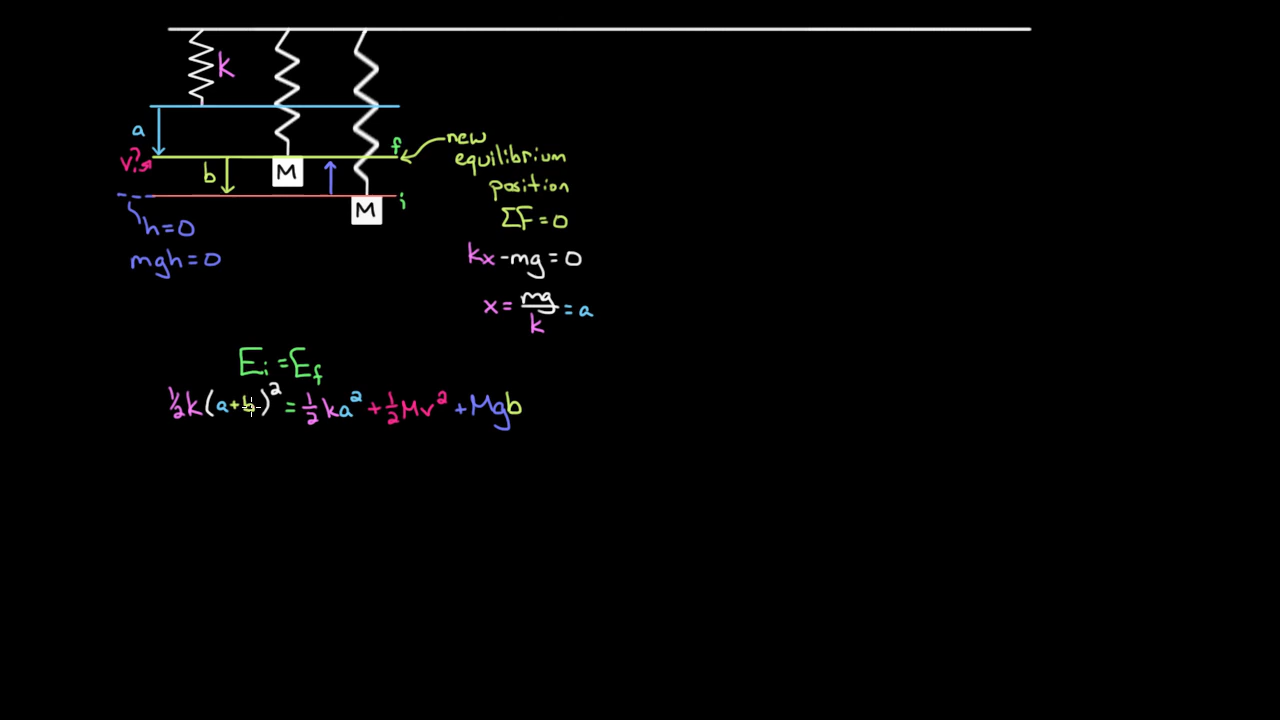 k
a
v?
b
M
M
f
i
new
equilibrium
position
ΣF = 0
kx - mg = 0
x = mg/k = a
h = 0
mgh = 0
Ei = Ef
½k(a+b)² = ½ka² + ½Mv² + Mgb